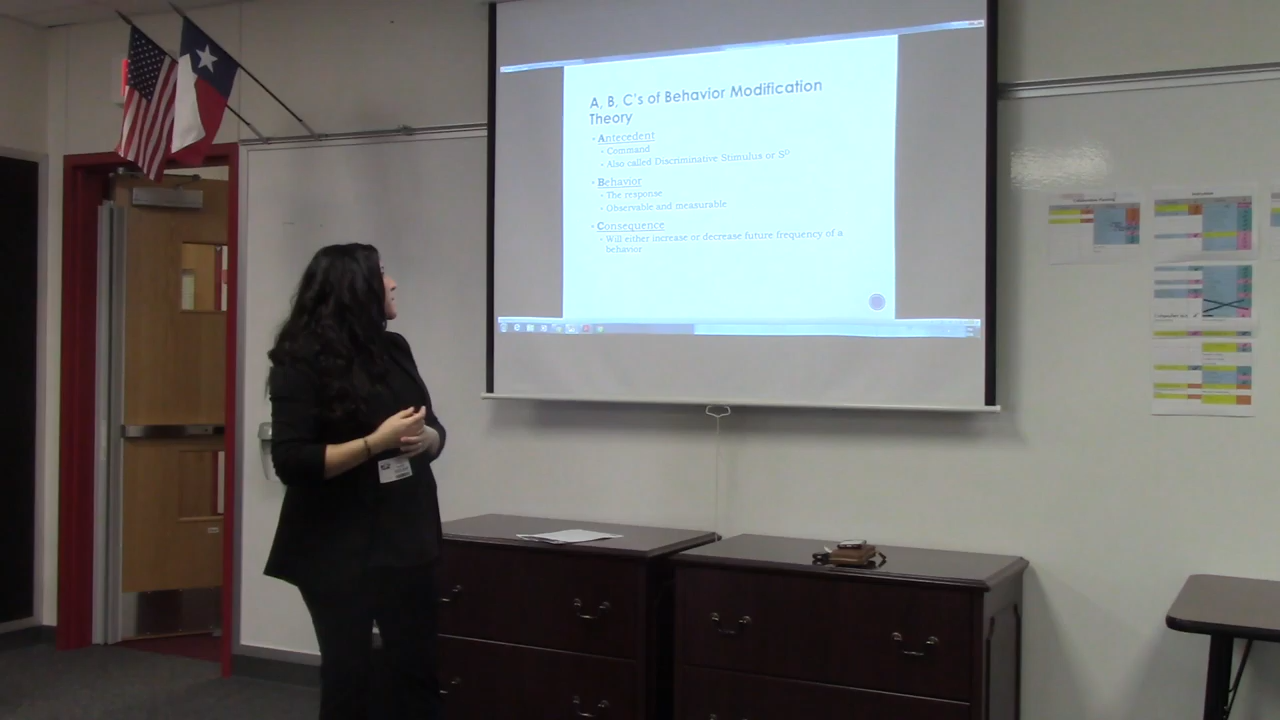 A, B, C's of Behavior Modification
Theory
• Antecedent
• Command
• Also called Discriminative Stimulus or Sᴰ
• Behavior
• The response
• Observable and measurable
• Consequence
• Will either increase or decrease future frequency of a
behavior